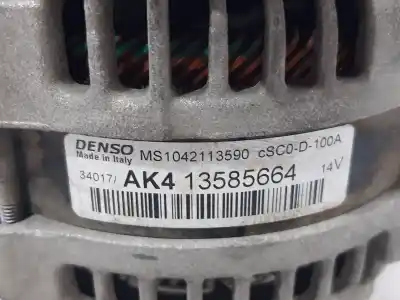 DENSO MS1042113590 cSC0-D-100A
Made in Italy
34017/ AK4 13585664 14V